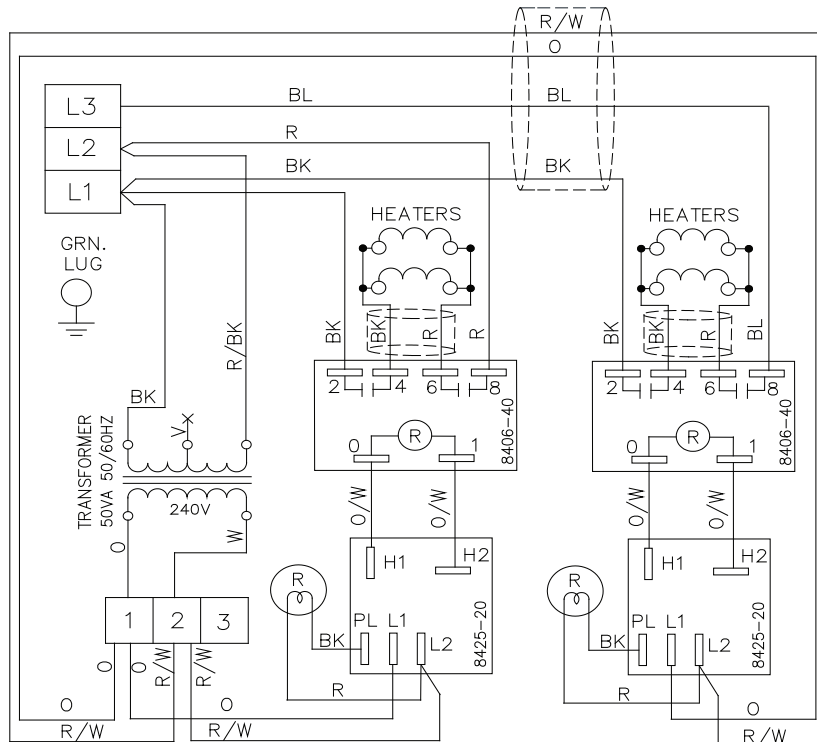 R/W
O
L3
BL
BL
L2
R
BK
BK
L1
HEATERS
HEATERS
GRN.
LUG
BK
BK
R
R
R/BK
BK
BK
R
BL
2
4
6
8
2
4
6
8
BK
V
X
R
R
0
1
0
1
8406-40
8406-40
TRANSFORMER
50VA 50/60HZ
240V
O
W
O/W
O/W
O/W
O/W
H1
H2
H1
H2
R
R
PL
L1
L2
PL
L1
L2
8425-20
8425-20
1
2
3
BK
BK
O
O
R/W
R/W
R
R
O
O
O
R/W
R/W
R/W